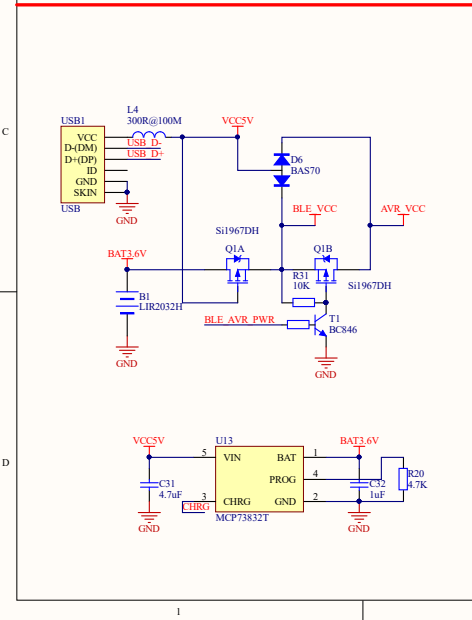 C
L4
300R@100M
USB1
VCC5V
VCC
D-(DM)
D+(DP)
ID
GND
SKIN
USB_D-
USB_D+
USB
GND
D6
BAS70
BLE_VCC
AVR_VCC
Si1967DH
Q1A
Q1B
BAT3.6V
R31
10K
Si1967DH
B1
LIR2032H
BLE_AVR_PWR
T1
BC846
GND
GND
D
VCC5V
U13
BAT3.6V
5
VIN
BAT
1
PROG
4
C31
4.7uF
3
CHRG
CHRG
GND
2
C32
1uF
R20
4.7K
MCP73832T
GND
GND
1